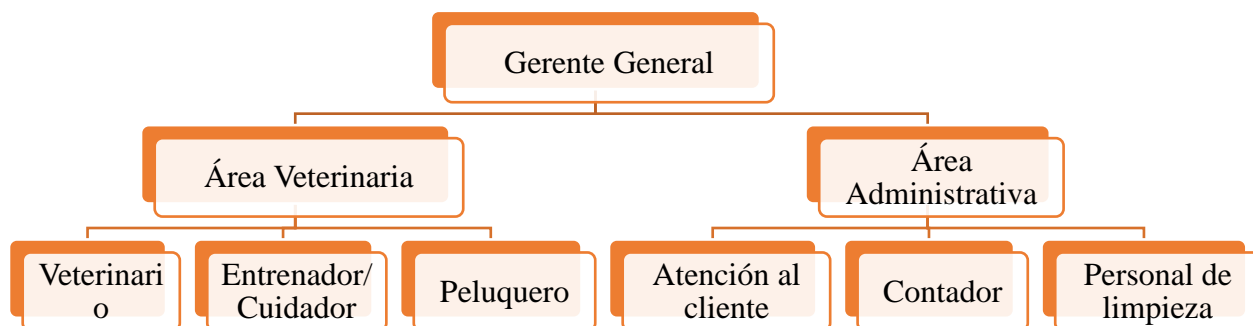 Gerente General
Área Veterinaria
Área
Administrativa
Veterinari
o
Entrenador/
Cuidador
Peluquero
Atención al
cliente
Contador
Personal de
limpieza